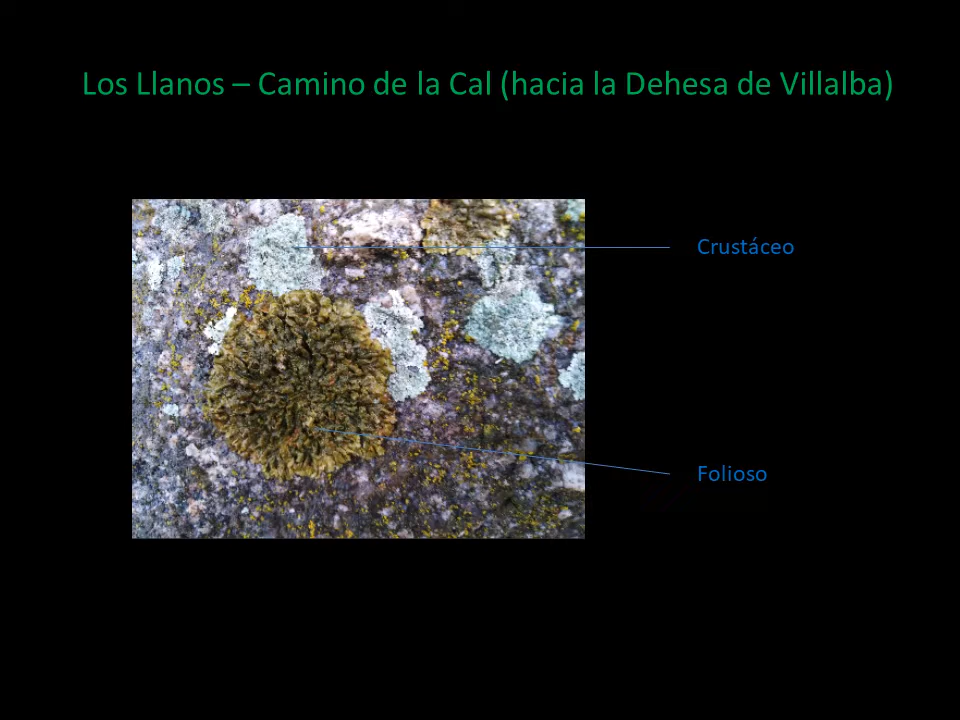 Los Llanos – Camino de la Cal (hacia la Dehesa de Villalba)
Crustáceo
Folioso